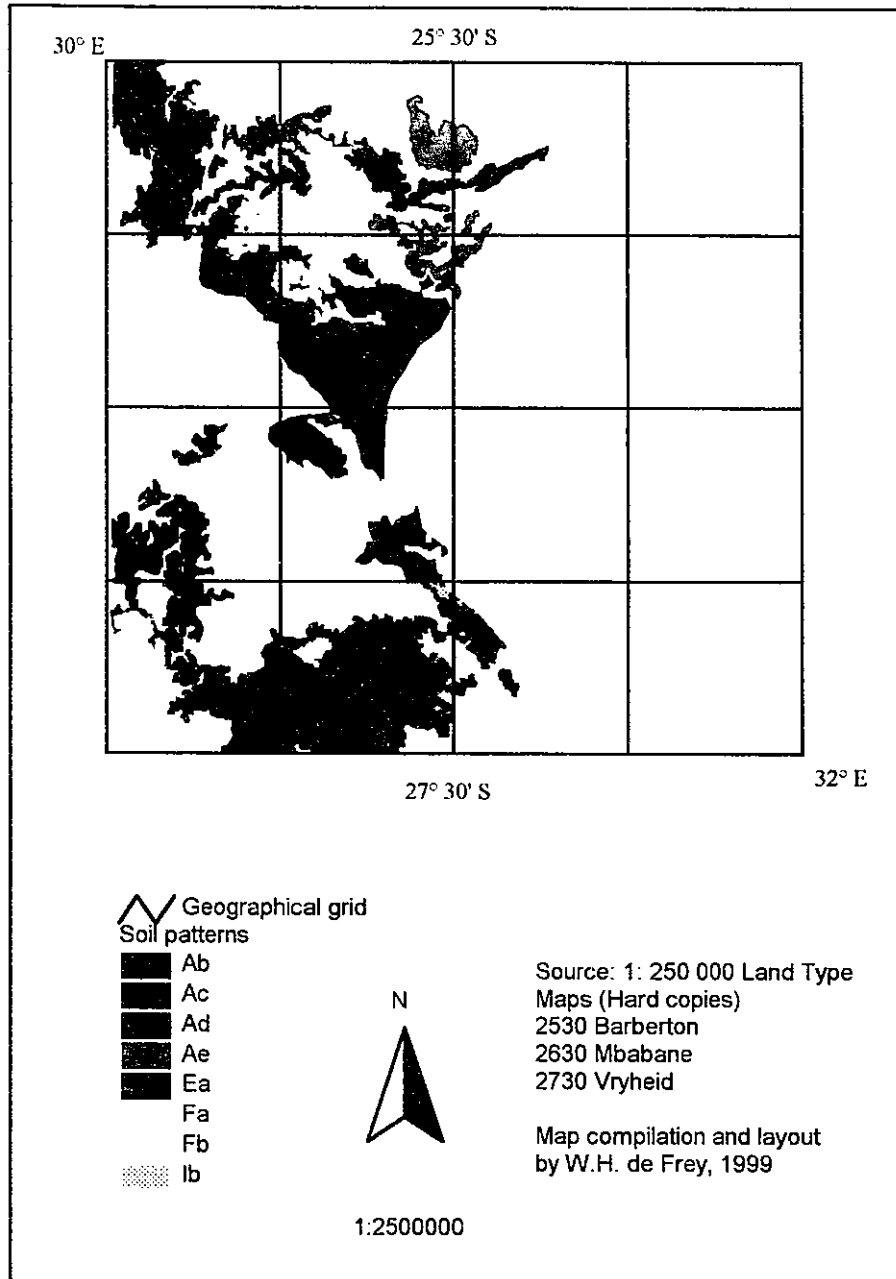 30° E
25° 30' S
27° 30' S
32° E
Geographical grid
Soil patterns
Ab
Ac
Ad
Ae
Ea
Fa
Fb
Ib
N
1:2500000
Source: 1: 250 000 Land Type
Maps (Hard copies)
2530 Barberton
2630 Mbabane
2730 Vryheid
Map compilation and layout
by W.H. de Frey, 1999